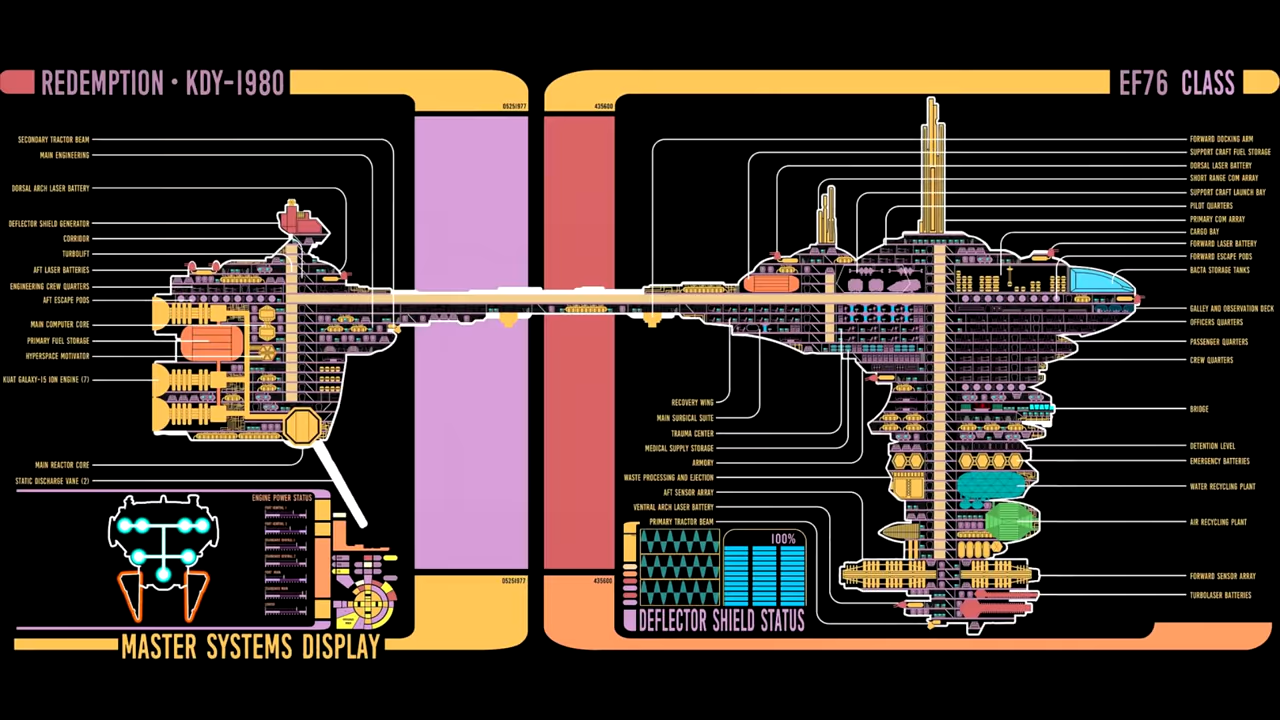 REDEMPTION · KDY-1980
EF76 CLASS
05251977
435600
SECONDARY TRACTOR BEAM
MAIN ENGINEERING
DORSAL ARCH LASER BATTERY
DEFLECTOR SHIELD GENERATOR
CORRIDOR
TURBOLIFT
AFT LASER BATTERIES
ENGINEERING CREW QUARTERS
AFT ESCAPE PODS
MAIN COMPUTER CORE
PRIMARY FUEL STORAGE
HYPERSPACE MOTIVATOR
KUAT GALAXY-15 ION ENGINE (7)
MAIN REACTOR CORE
STATIC DISCHARGE VANE (2)
FORWARD DOCKING ARM
SUPPORT CRAFT FUEL STORAGE
DORSAL LASER BATTERY
SHORT RANGE COM ARRAY
SUPPORT CRAFT LAUNCH BAY
PILOT QUARTERS
PRIMARY COM ARRAY
CARGO BAY
FORWARD LASER BATTERY
FORWARD ESCAPE PODS
BACTA STORAGE TANKS
GALLEY AND OBSERVATION DECK
OFFICERS QUARTERS
PASSENGER QUARTERS
CREW QUARTERS
BRIDGE
DETENTION LEVEL
EMERGENCY BATTERIES
WATER RECYCLING PLANT
AIR RECYCLING PLANT
FORWARD SENSOR ARRAY
TURBOLASER BATTERIES
RECOVERY WING
MAIN SURGICAL SUITE
TRAUMA CENTER
MEDICAL SUPPLY STORAGE
ARMORY
WASTE PROCESSING AND EJECTION
AFT SENSOR ARRAY
VENTRAL ARCH LASER BATTERY
PRIMARY TRACTOR BEAM
ENGINE POWER STATUS
100%
05251977
435600
DEFLECTOR SHIELD STATUS
MASTER SYSTEMS DISPLAY